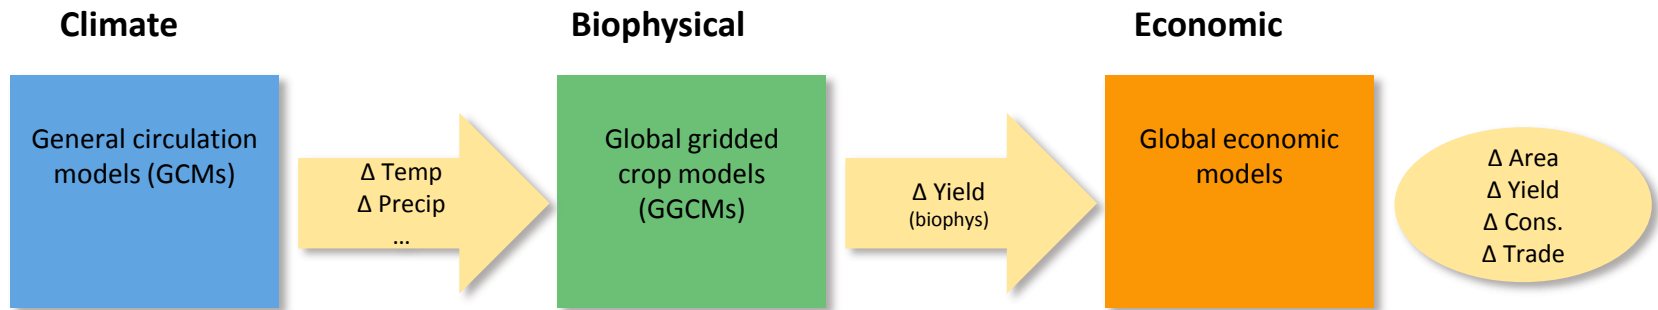 Climate
Biophysical
Economic
General circulation
models (GCMs)
Δ Temp
Δ Precip
...
Global gridded
crop models
(GGCMs)
Δ Yield
(biophys)
Global economic
models
Δ Area
Δ Yield
Δ Cons.
Δ Trade